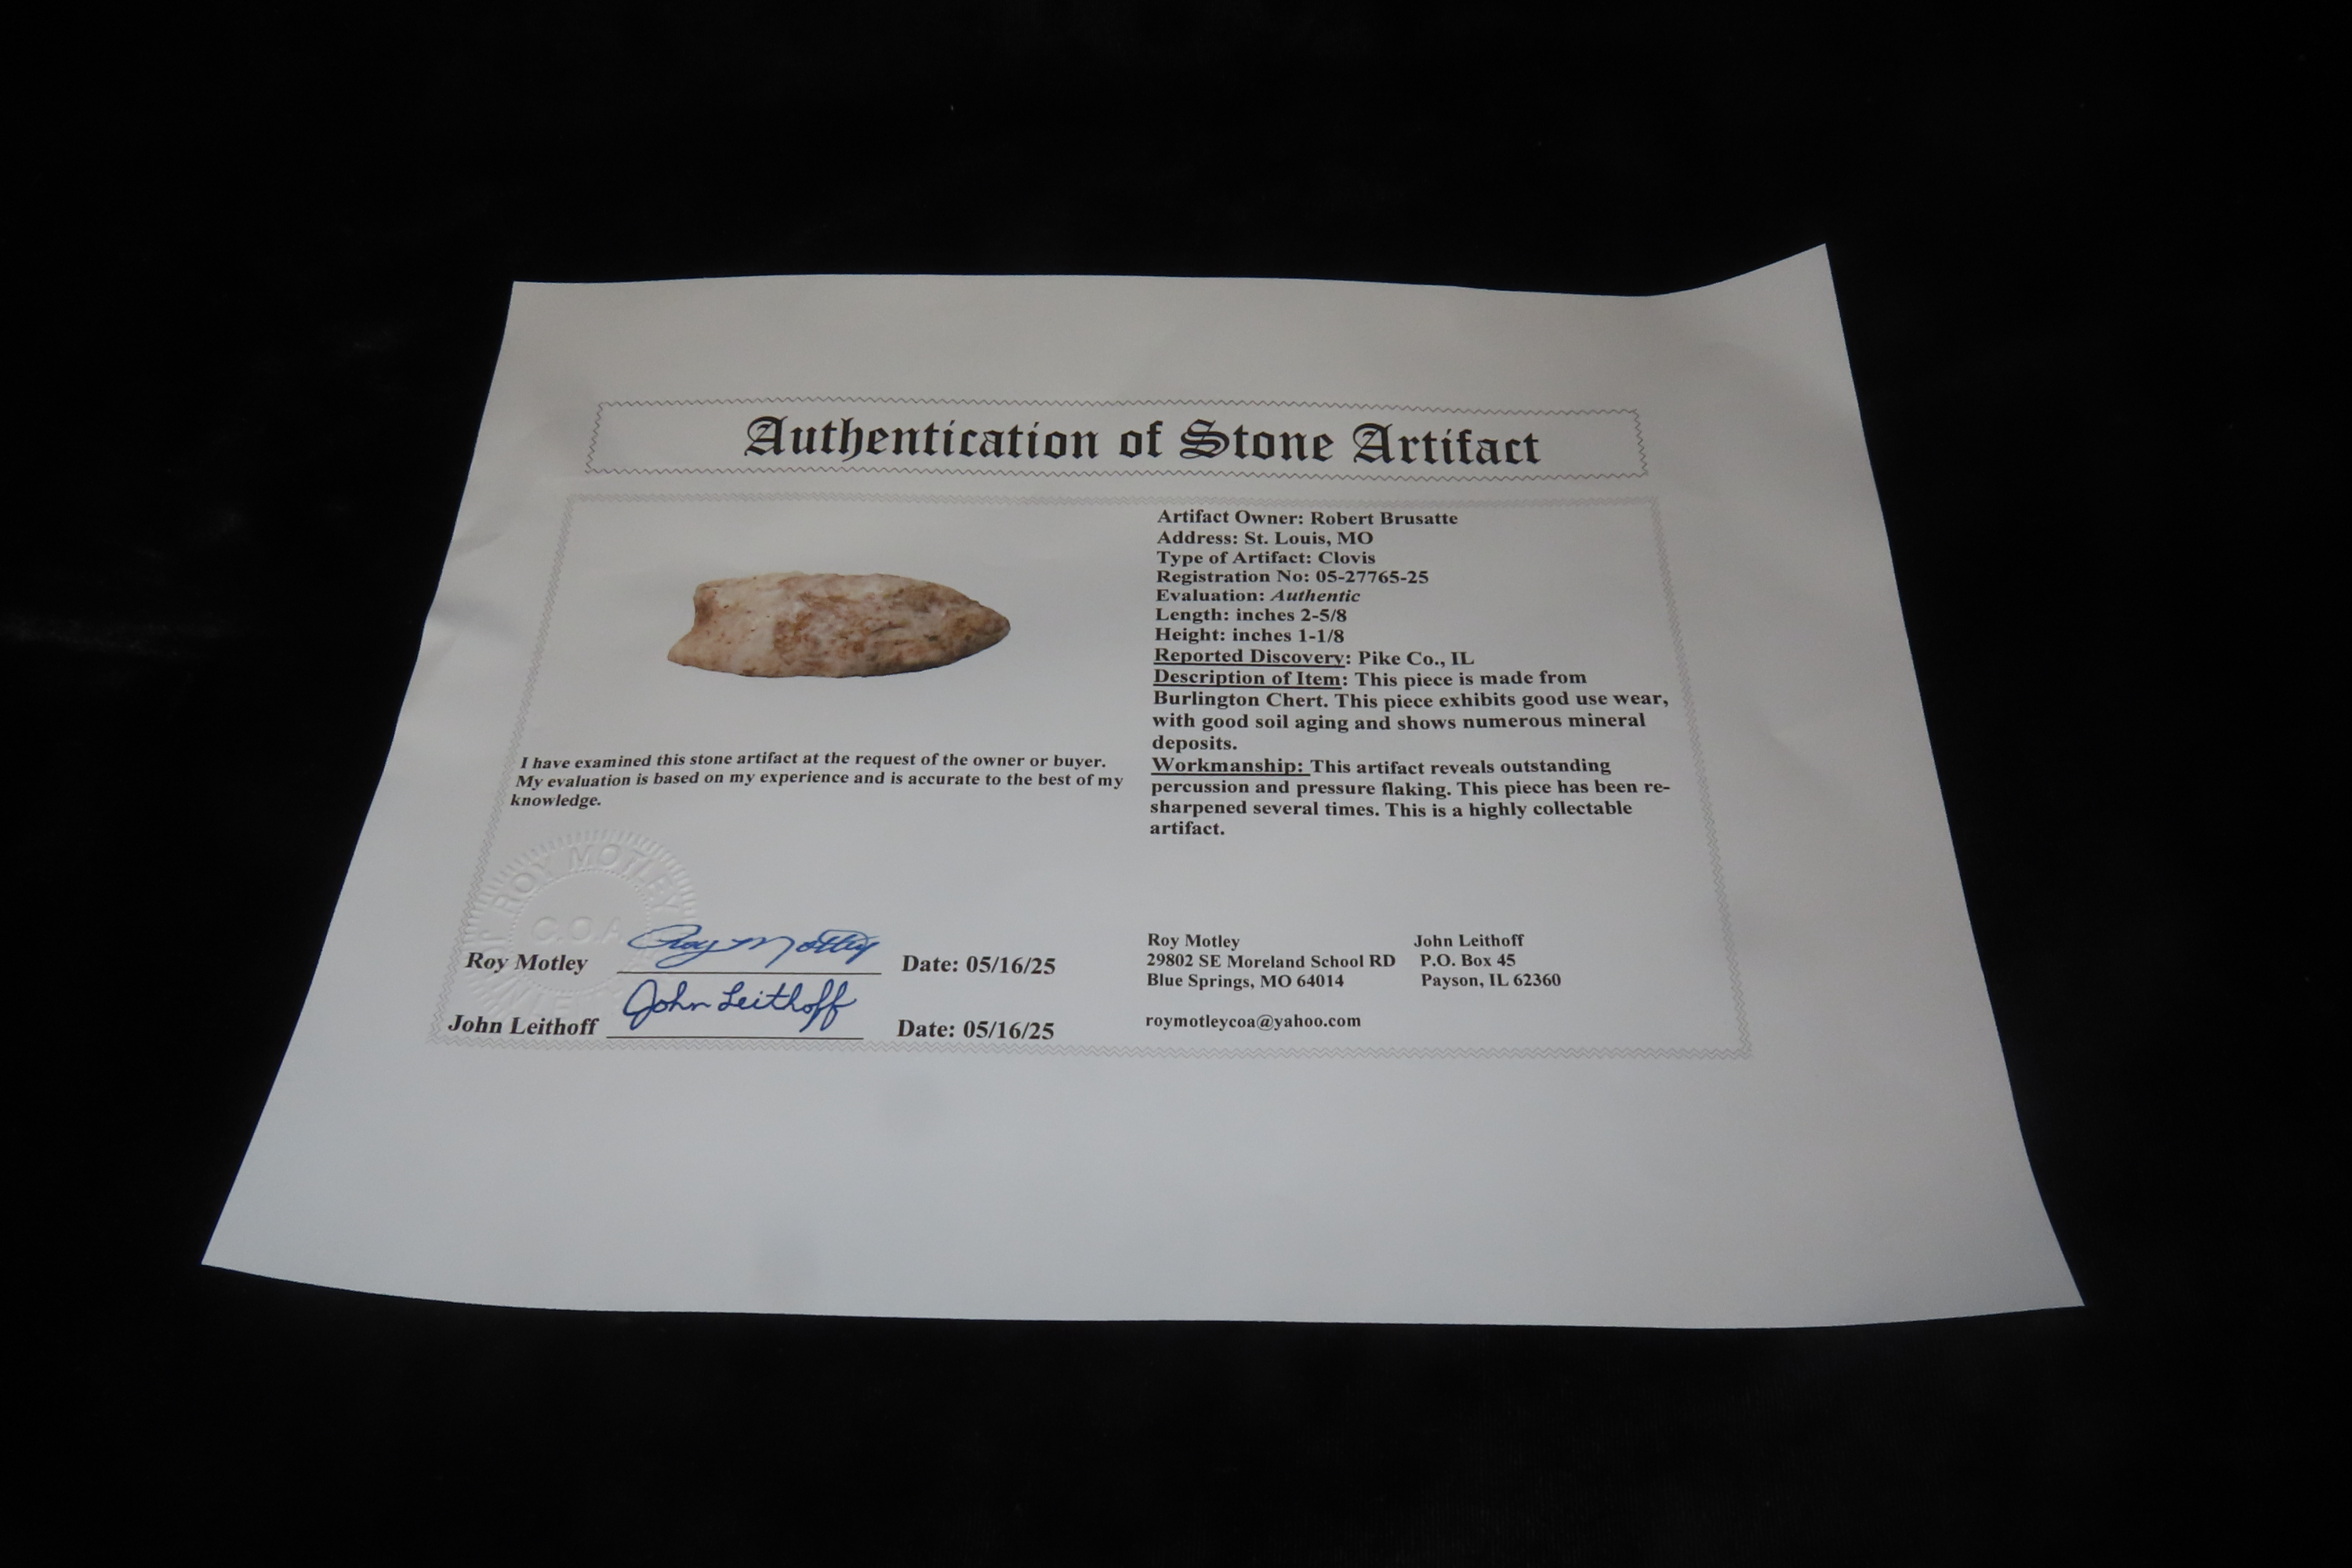 Authentication of Stone Artifact
Artifact Owner: Robert Brusatte
Address: St. Louis, MO
Type of Artifact: Clovis
Registration No: 05-27765-25
Evaluation: Authentic
Length: inches 2-5/8
Height: inches 1-1/8
Reported Discovery: Pike Co., IL
Description of Item: This piece is made from
Burlington Chert. This piece exhibits good use wear,
with good soil aging and shows numerous mineral
deposits.
Workmanship: This artifact reveals outstanding
percussion and pressure flaking. This piece has been re-
sharpened several times. This is a highly collectable
artifact.
I have examined this stone artifact at the request of the owner or buyer.
My evaluation is based on my experience and is accurate to the best of my
knowledge.
ROY MOTLEY
C.O.A
Roy Motley Roy Motley Date: 05/16/25
John Leithoff John Leithoff Date: 05/16/25
Roy Motley John Leithoff
29802 SE Moreland School RD P.O. Box 45
Blue Springs, MO 64014 Payson, IL 62360
roymotleycoa@yahoo.com